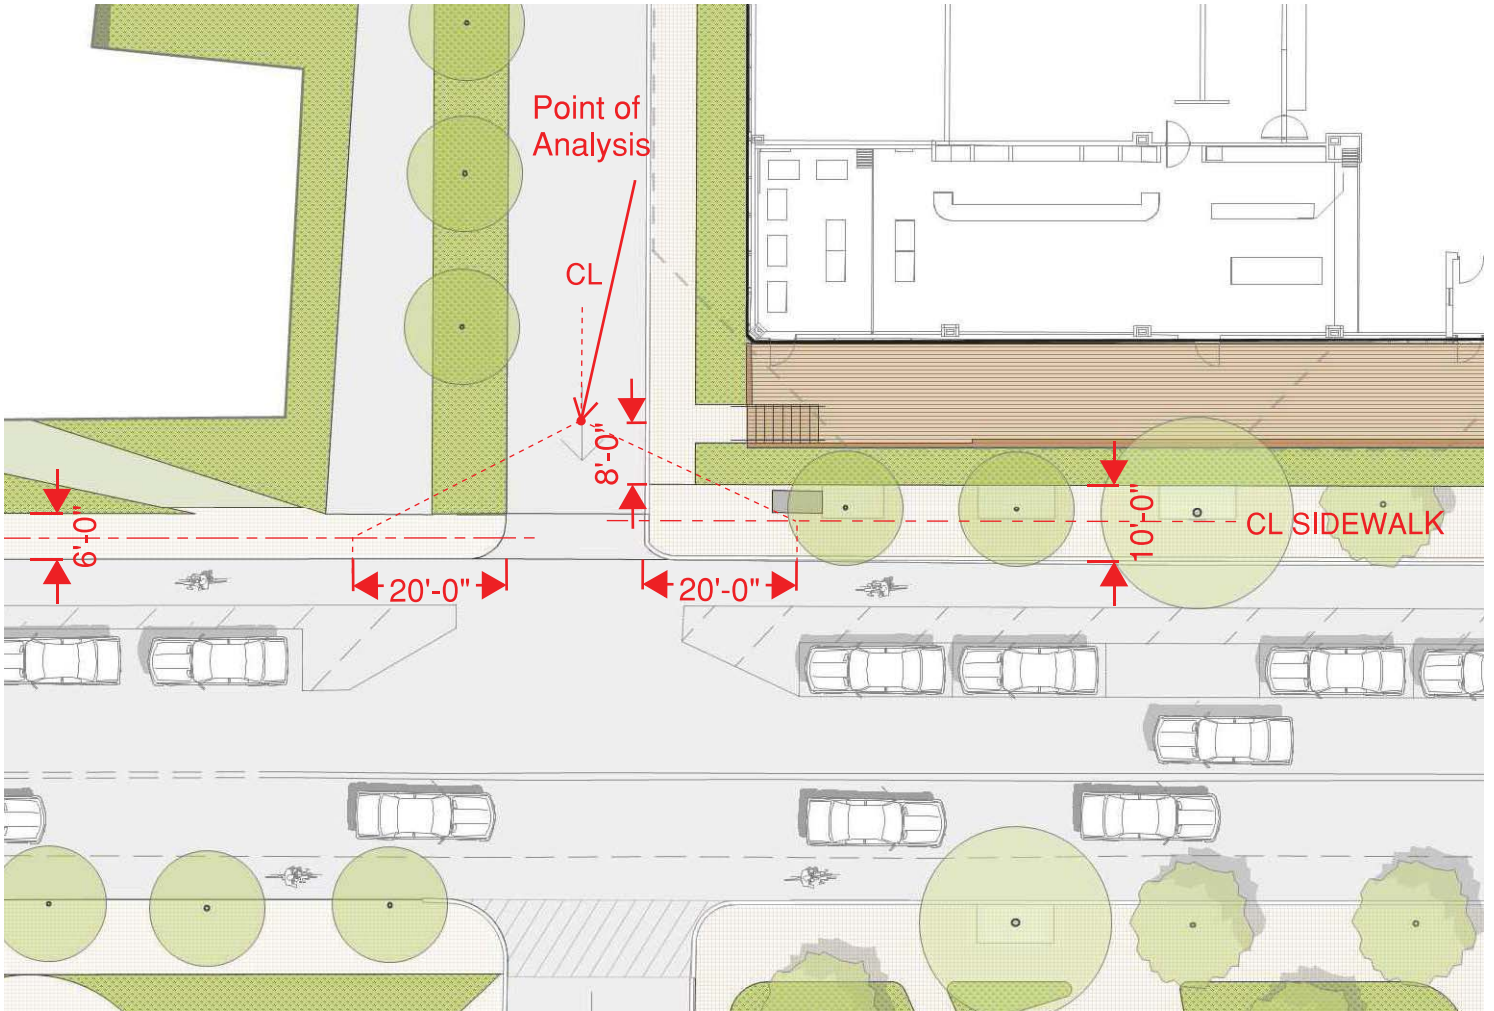 Point of
Analysis
CL
8'-0"
6'-0"
10'-0"
CL SIDEWALK
20'-0"
20'-0"